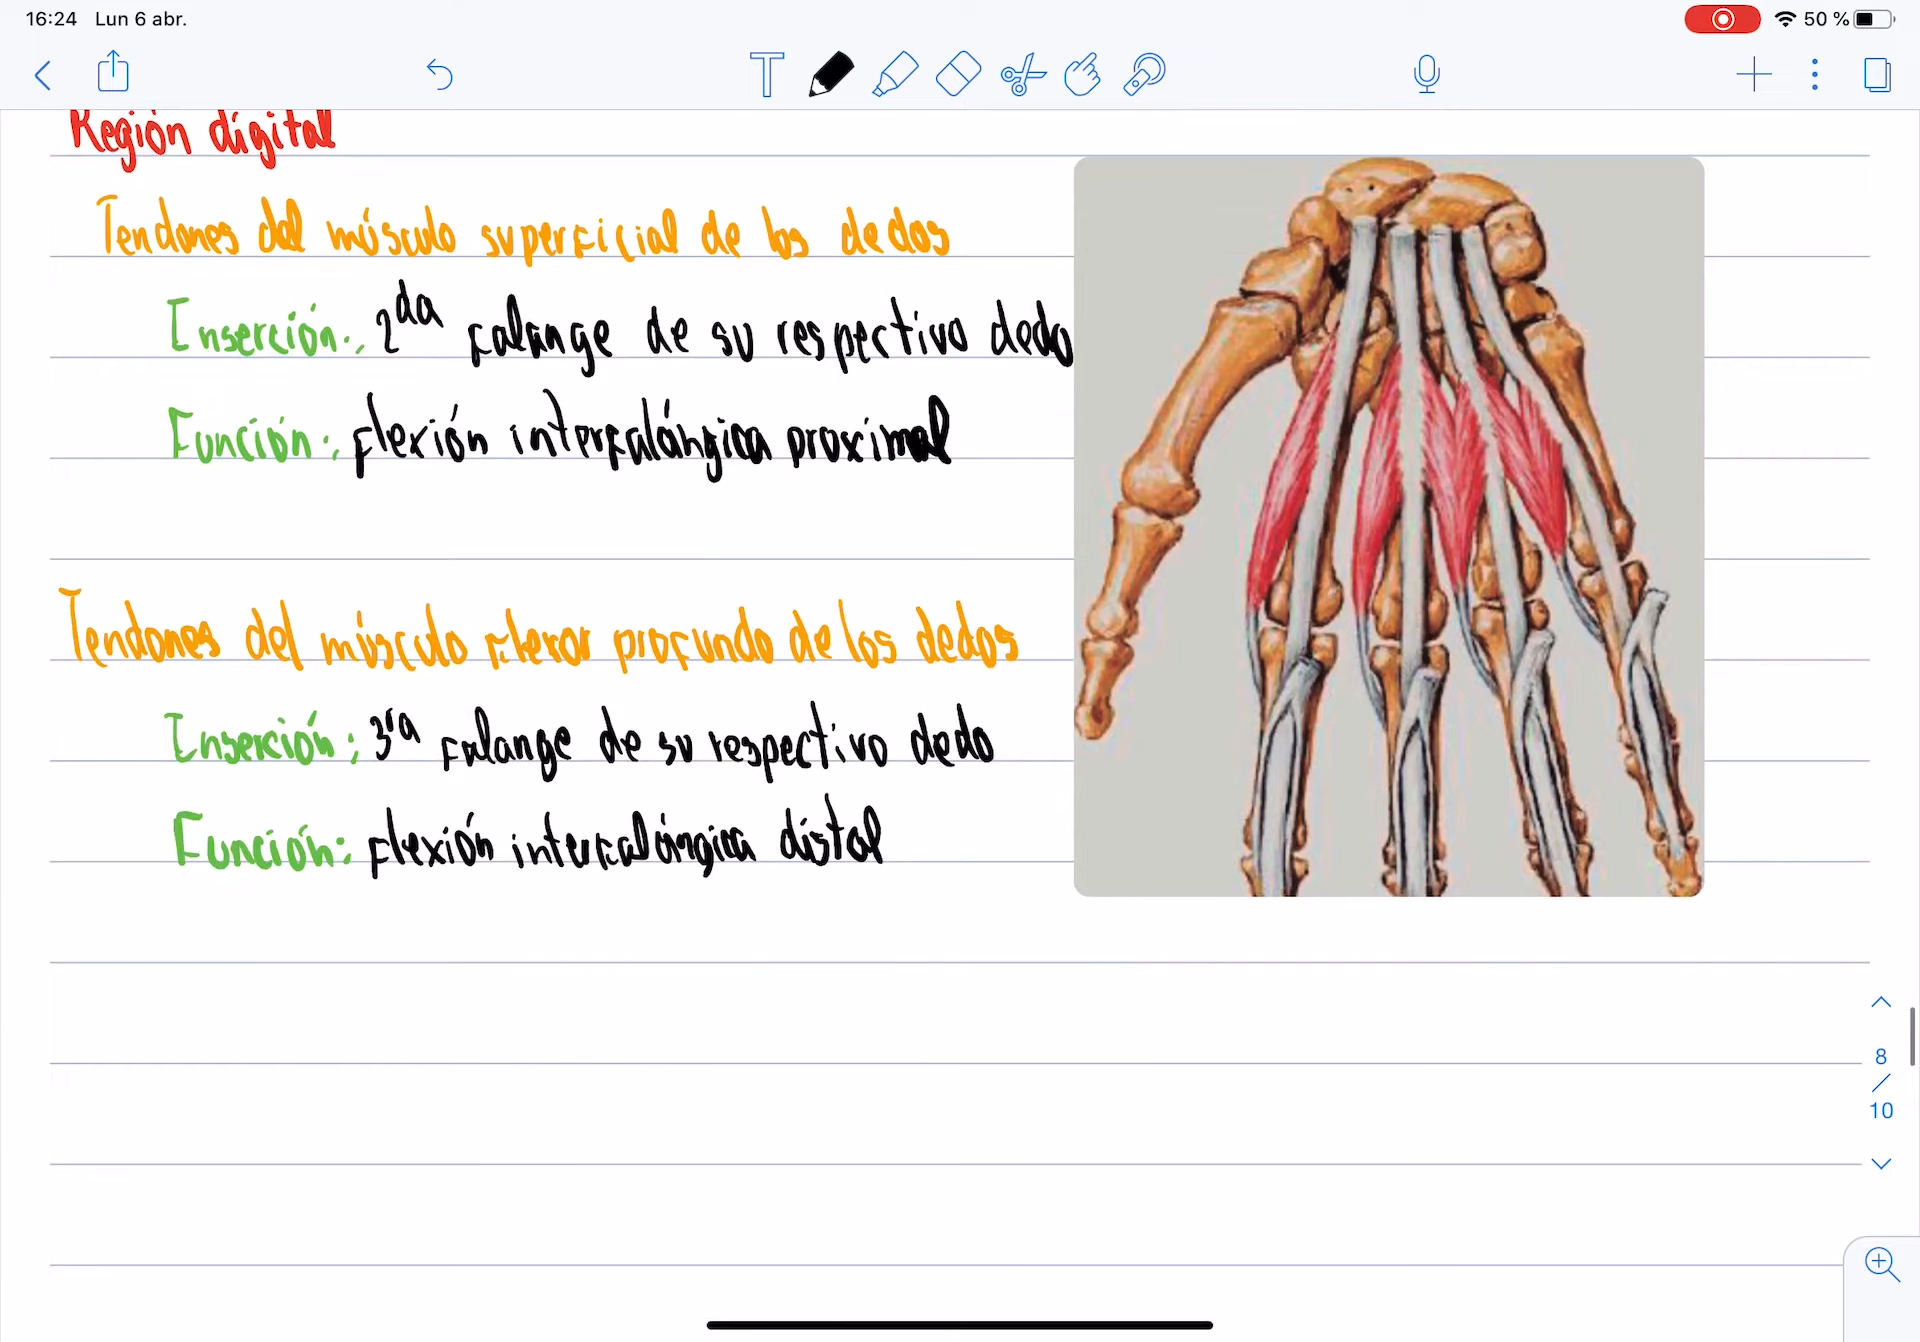 16:24 Lun 6 abr.
50 %
Región digital
Tendones del músculo superficial de los dedos
Inserción: 2da falange de su respectivo dedo
Función: flexión interfalángica proximal
Tendones del músculo flexor profundo de los dedos
Inserción: 3ra falange de su respectivo dedo
Función: flexión interfalángica distal
8
/
10